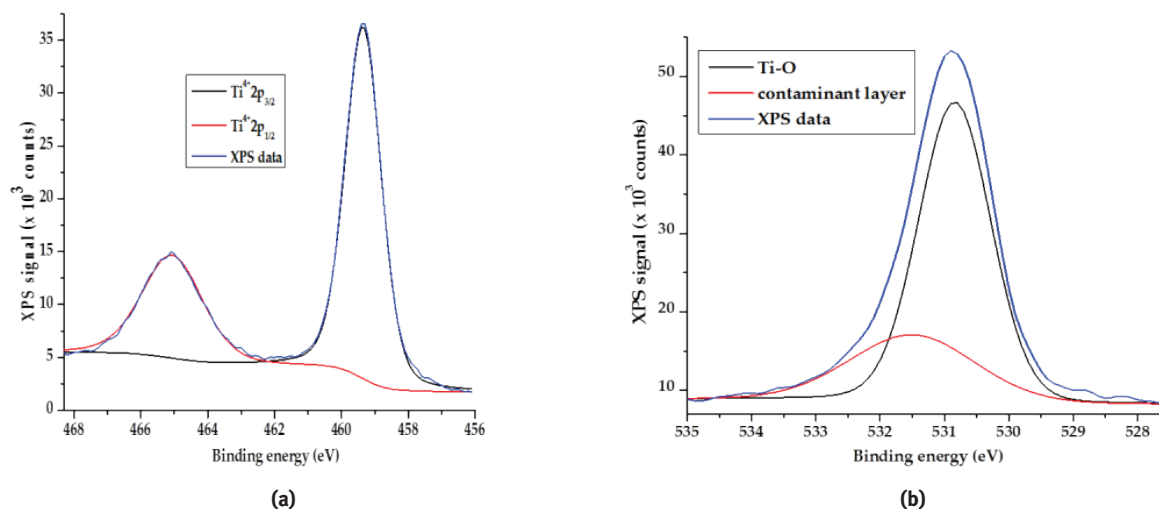 35
30
25
20
15
10
5
0
XPS signal (x 10³ counts)
Ti⁴⁺2p3/2
Ti⁴⁺2p1/2
XPS data
468 466 464 462 460 458 456
Binding energy (eV)
(a)
50
40
30
20
10
XPS signal (x 10³ counts)
Ti-O
contaminant layer
XPS data
535 534 533 532 531 530 529 528
Binding energy (eV)
(b)